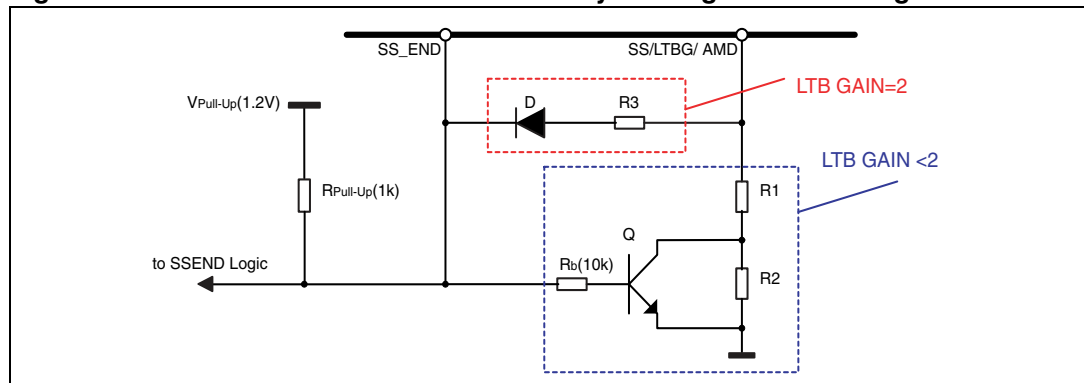 SS_END
SS/LTBG/ AMD
LTB GAIN=2
D
R3
VPull-Up(1.2V)
LTB GAIN <2
RPull-Up(1k)
R1
Q
to SSEND Logic
Rb(10k)
R2